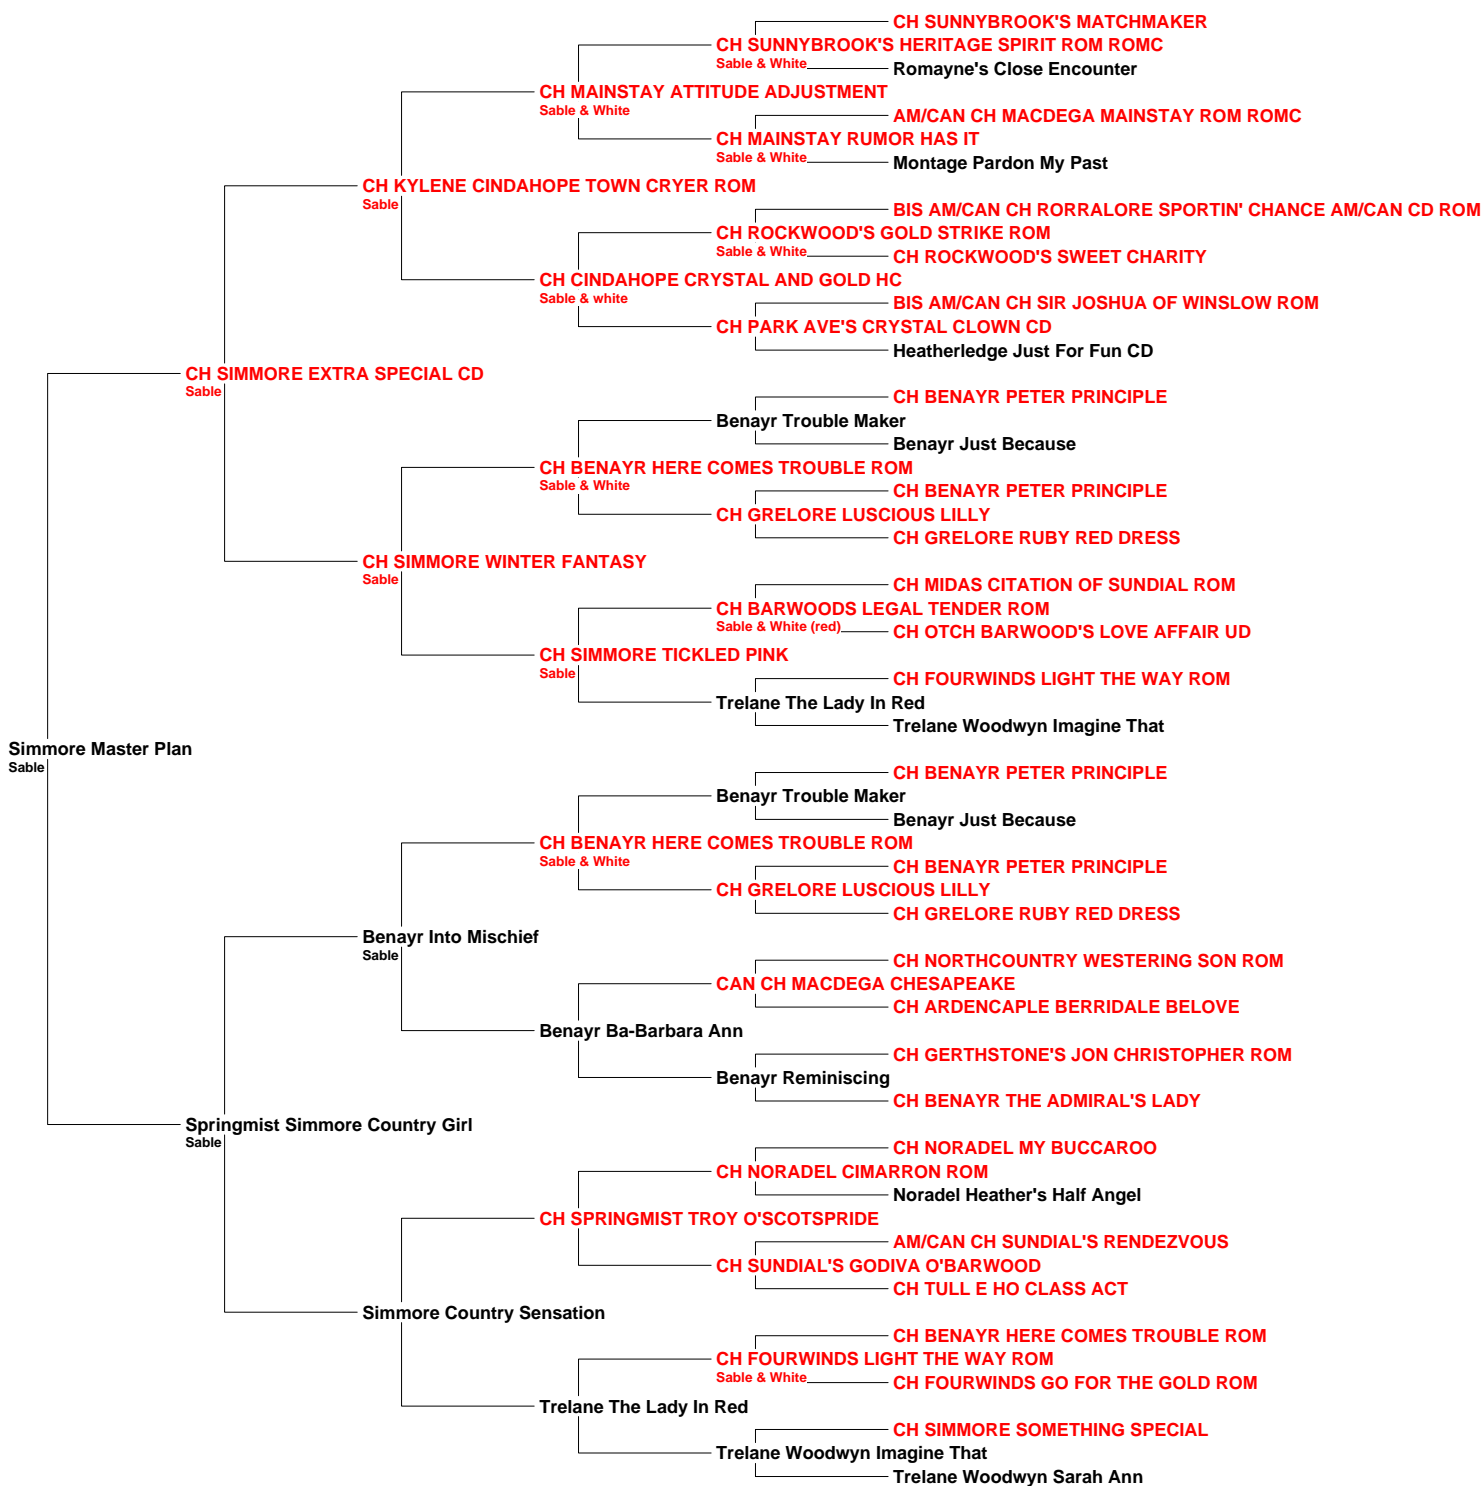 CH SUNNYBROOK'S MATCHMAKER
CH SUNNYBROOK'S HERITAGE SPIRIT ROM ROMC
Sable & White
Romayne's Close Encounter
CH MAINSTAY ATTITUDE ADJUSTMENT
Sable & White
AM/CAN CH MACDEGA MAINSTAY ROM ROMC
CH MAINSTAY RUMOR HAS IT
Sable & White
Montage Pardon My Past
CH KYLENE CINDAHOPE TOWN CRYER ROM
Sable
BIS AM/CAN CH RORRALORE SPORTIN' CHANCE AM/CAN CD ROM
CH ROCKWOOD'S GOLD STRIKE ROM
Sable & White
CH ROCKWOOD'S SWEET CHARITY
CH CINDAHOPE CRYSTAL AND GOLD HC
Sable & white
BIS AM/CAN CH SIR JOSHUA OF WINSLOW ROM
CH PARK AVE'S CRYSTAL CLOWN CD
Heatherledge Just For Fun CD
CH SIMMORE EXTRA SPECIAL CD
Sable
CH BENAYR PETER PRINCIPLE
Benayr Trouble Maker
Benayr Just Because
CH BENAYR HERE COMES TROUBLE ROM
Sable & White
CH BENAYR PETER PRINCIPLE
CH GRELORE LUSCIOUS LILLY
CH GRELORE RUBY RED DRESS
CH SIMMORE WINTER FANTASY
Sable
CH MIDAS CITATION OF SUNDIAL ROM
CH BARWOODS LEGAL TENDER ROM
Sable & White (red)
CH OTCH BARWOOD'S LOVE AFFAIR UD
CH SIMMORE TICKLED PINK
Sable
CH FOURWINDS LIGHT THE WAY ROM
Trelane The Lady In Red
Trelane Woodwyn Imagine That
Simmore Master Plan
Sable
CH BENAYR PETER PRINCIPLE
Benayr Trouble Maker
Benayr Just Because
CH BENAYR HERE COMES TROUBLE ROM
Sable & White
CH BENAYR PETER PRINCIPLE
CH GRELORE LUSCIOUS LILLY
CH GRELORE RUBY RED DRESS
Benayr Into Mischief
Sable
CH NORTHCOUNTRY WESTERING SON ROM
CAN CH MACDEGA CHESAPEAKE
CH ARDENCAPLE BERRIDALE BELOVE
Benayr Ba-Barbara Ann
CH GERTHSTONE'S JON CHRISTOPHER ROM
Benayr Reminiscing
CH BENAYR THE ADMIRAL'S LADY
Springmist Simmore Country Girl
Sable
CH NORADEL MY BUCCAROO
CH NORADEL CIMARRON ROM
Noradel Heather's Half Angel
CH SPRINGMIST TROY O'SCOTSPRIDE
AM/CAN CH SUNDIAL'S RENDEZVOUS
CH SUNDIAL'S GODIVA O'BARWOOD
CH TULL E HO CLASS ACT
Simmore Country Sensation
CH BENAYR HERE COMES TROUBLE ROM
CH FOURWINDS LIGHT THE WAY ROM
Sable & White
CH FOURWINDS GO FOR THE GOLD ROM
Trelane The Lady In Red
CH SIMMORE SOMETHING SPECIAL
Trelane Woodwyn Imagine That
Trelane Woodwyn Sarah Ann